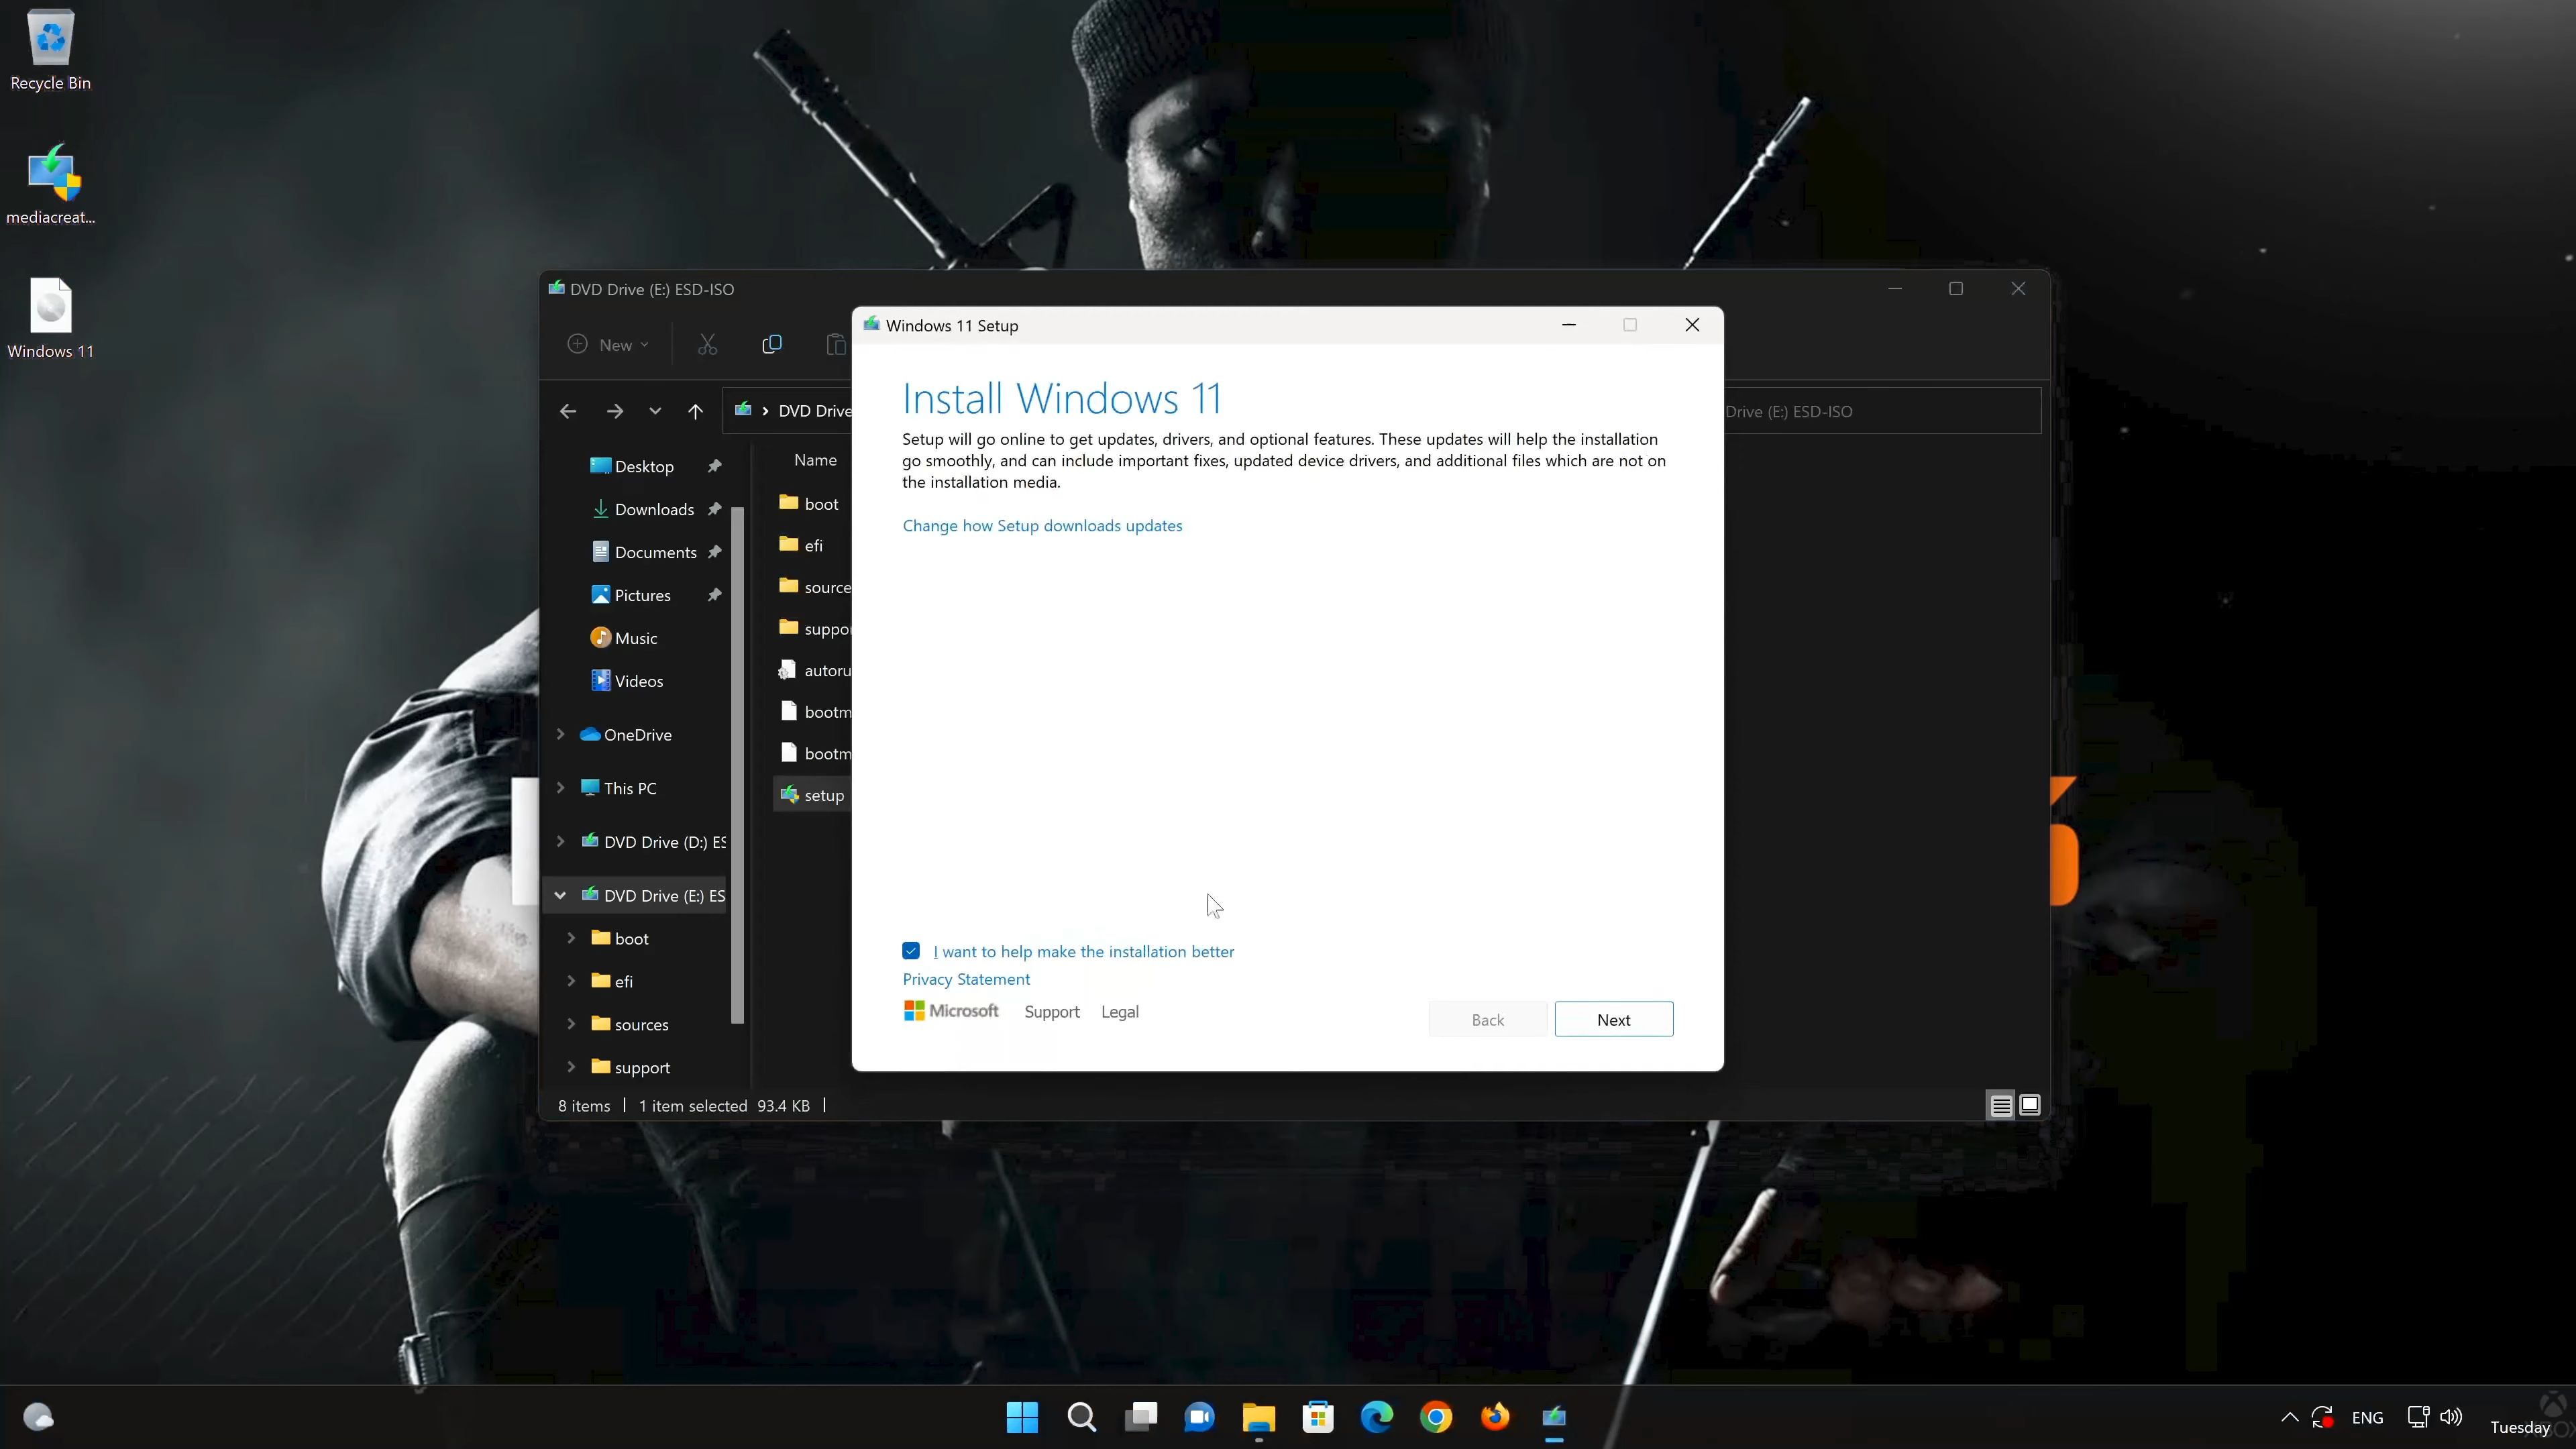 Recycle Bin
mediacreat...
Windows 11
DVD Drive (E:) ESD-ISO
New
DVD Drive
Drive (E:) ESD-ISO
Desktop
Downloads
Documents
Pictures
Music
Videos
OneDrive
This PC
DVD Drive (D:) ES
DVD Drive (E:) ES
boot
efi
sources
support
Name
boot
efi
source
suppo
autoru
bootm
bootm
setup
8 items
1 item selected 93.4 KB
Windows 11 Setup
Install Windows 11
Setup will go online to get updates, drivers, and optional features. These updates will help the installation
go smoothly, and can include important fixes, updated device drivers, and additional files which are not on
the installation media.
Change how Setup downloads updates
I want to help make the installation better
Privacy Statement
Microsoft Support Legal
Back
Next
ENG
Tuesday